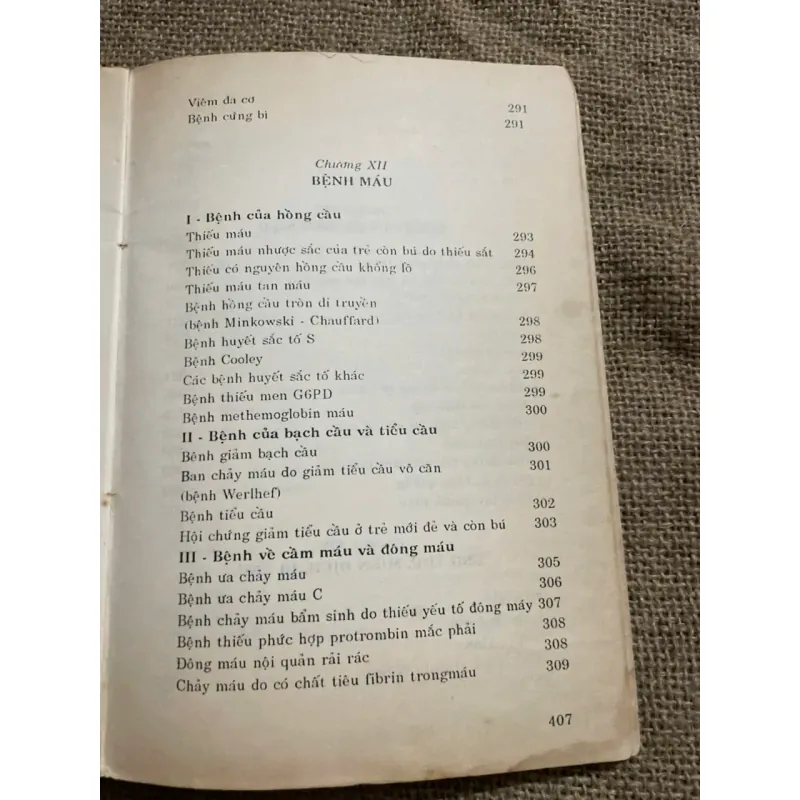 Viêm đa cơ 291
Bệnh cứng bì 291
Chương XII
BỆNH MÁU
I - Bệnh của hồng cầu
Thiếu máu 293
Thiếu máu nhược sắc của trẻ còn bú do thiếu sắt 294
Thiếu có nguyên hồng cầu khổng lồ 296
Thiếu máu tan máu 297
Bệnh hồng cầu tròn di truyền
(bệnh Minkowski - Chauffard) 298
Bệnh huyết sắc tố S 298
Bệnh Cooley 299
Các bệnh huyết sắc tố khác 299
Bệnh thiếu men G6PD 299
Bệnh methemoglobin máu 300
II - Bệnh của bạch cầu và tiểu cầu
Bênh giảm bạch cầu 300
Ban chảy máu do giảm tiểu cầu vô căn 301
(bệnh Werlhef)
Bệnh tiểu cầu 302
Hội chứng giảm tiểu cầu ở trẻ mới đẻ và còn bú 303
III - Bệnh về cầm máu và đóng máu
Bệnh ưa chảy máu 305
Bệnh ưa chảy máu C 306
Bệnh chảy máu bẩm sinh do thiếu yếu tố đông máy 307
Bệnh thiếu phức hợp protrombin mắc phải 308
Đông máu nội quản rải rác 308
Chảy máu do có chất tiêu fibrin trongmáu 309
407